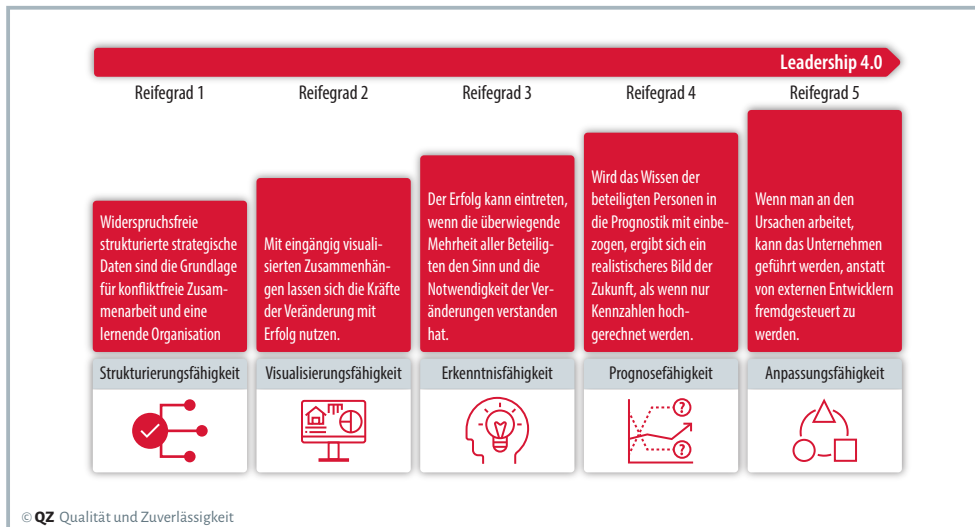 Leadership 4.0
Reifegrad 1
Reifegrad 2
Reifegrad 3
Reifegrad 4
Reifegrad 5
Widerspruchsfreie
strukturierte strategische
Daten sind die Grundlage
für konfliktfreie Zusam-
menarbeit und eine
lernende Organisation
Mit eingängig visuali-
sierten Zusammenhän-
gen lassen sich die Kräfte
der Veränderung mit
Erfolg nutzen.
Der Erfolg kann eintreten,
wenn die überwiegende
Mehrheit aller Beteilig-
ten den Sinn und die
Notwendigkeit der Ver-
änderungen verstanden
hat.
Wird das Wissen der
beteiligten Personen in
die Prognostik mit einbe-
zogen, ergibt sich ein
realistischeres Bild der
Zukunft, als wenn nur
Kennzahlen hoch-
gerechnet werden.
Wenn man an den
Ursachen arbeitet,
kann das Unternehmen
geführt werden, anstatt
von externen Entwicklern
fremdgesteuert zu
werden.
Strukturierungsfähigkeit
Visualisierungsfähigkeit
Erkenntnisfähigkeit
Prognosefähigkeit
Anpassungsfähigkeit
?
?
© QZ Qualität und Zuverlässigkeit